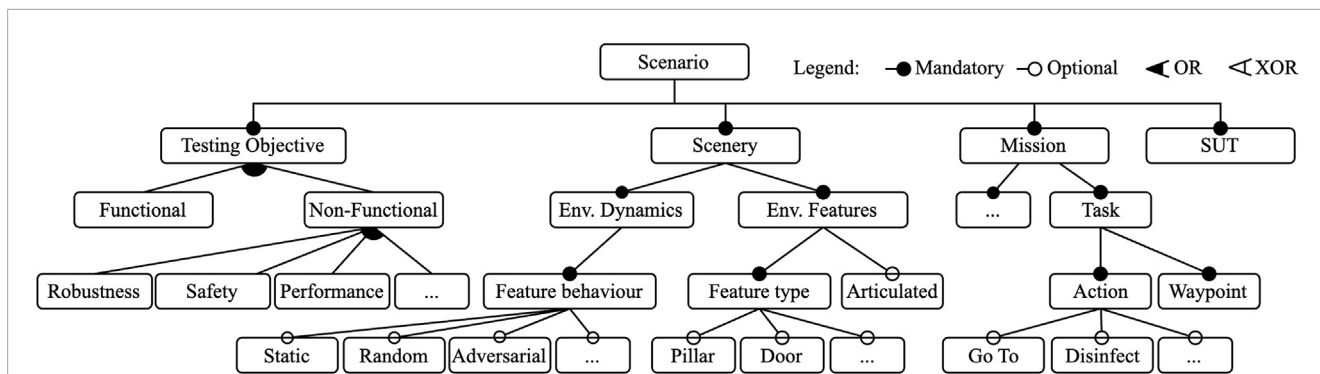 Scenario
Legend: Mandatory Optional OR XOR
Testing Objective Scenery Mission SUT
Functional Non-Functional Env. Dynamics Env. Features ... Task
Robustness Safety Performance ... Feature behaviour Feature type Articulated Action Waypoint
Static Random Adversarial ... Pillar Door ... Go To Disinfect ...